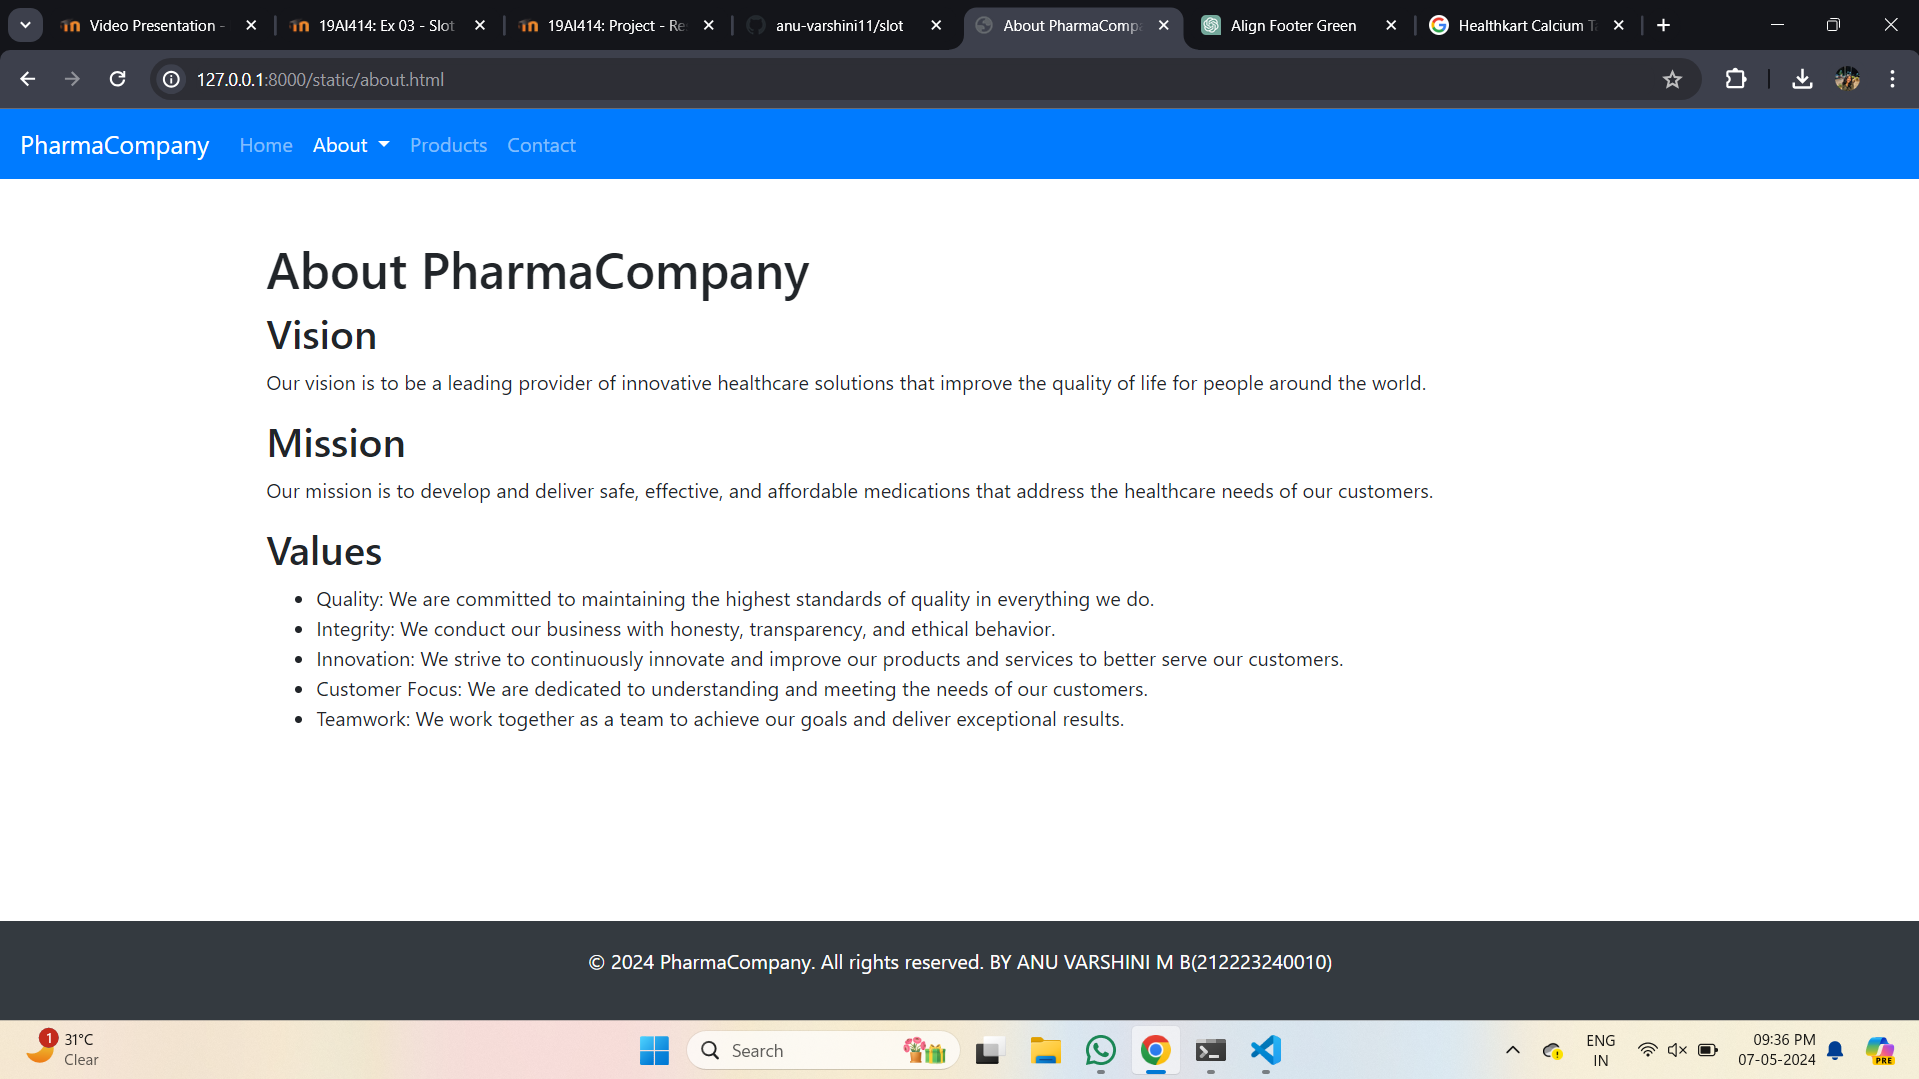 Video Presentation -
19AI414: Ex 03 - Slot
19AI414: Project - Re
anu-varshini11/slot
About PharmaCompa
Align Footer Green
Healthkart Calcium Ta
127.0.0.1:8000/static/about.html
PharmaCompany
Home
About
Products
Contact
About PharmaCompany
Vision
Our vision is to be a leading provider of innovative healthcare solutions that improve the quality of life for people around the world.
Mission
Our mission is to develop and deliver safe, effective, and affordable medications that address the healthcare needs of our customers.
Values
• Quality: We are committed to maintaining the highest standards of quality in everything we do.
• Integrity: We conduct our business with honesty, transparency, and ethical behavior.
• Innovation: We strive to continuously innovate and improve our products and services to better serve our customers.
• Customer Focus: We are dedicated to understanding and meeting the needs of our customers.
• Teamwork: We work together as a team to achieve our goals and deliver exceptional results.
© 2024 PharmaCompany. All rights reserved. BY ANU VARSHINI M B(212223240010)
1
31°C
Clear
Search
ENG
IN
09:36 PM
07-05-2024
PRE